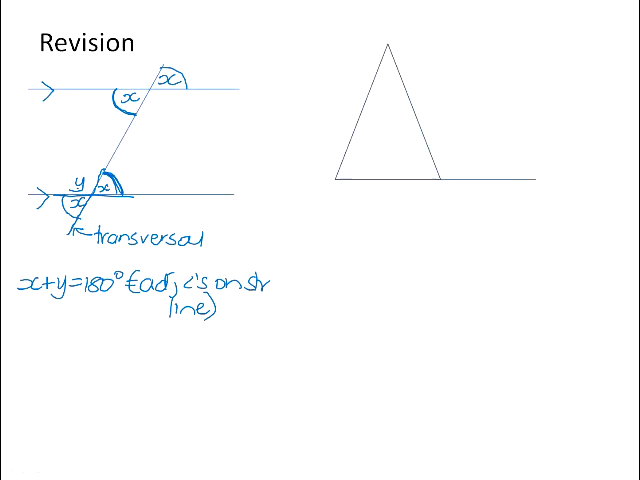 Revision
x
x
y
x
x
transversal
x+y=180° (adj ∠'s on str
line)